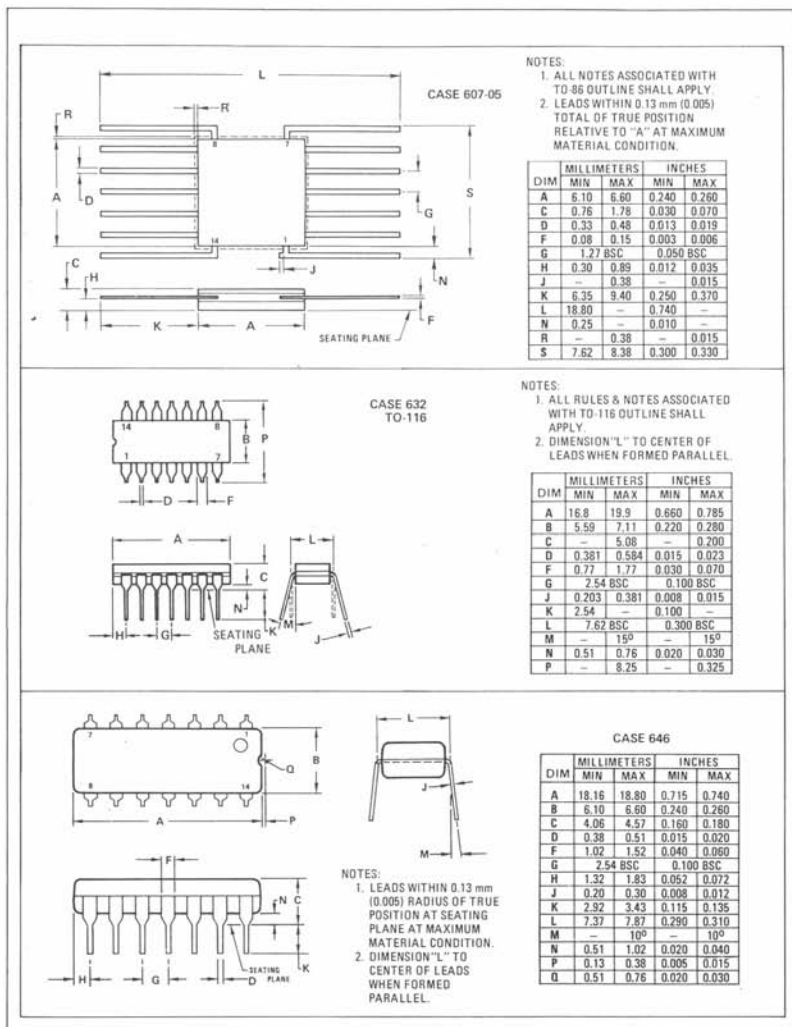 L
CASE 607-05
R
R
8
7
A
D
S
G
14
1
C
H
J
N
K
A
F
SEATING PLANE
NOTES:
1. ALL NOTES ASSOCIATED WITH
TO-86 OUTLINE SHALL APPLY.
2. LEADS WITHIN 0.13 mm (0.005)
TOTAL OF TRUE POSITION
RELATIVE TO "A" AT MAXIMUM
MATERIAL CONDITION.
MILLIMETERS INCHES
DIM MIN MAX MIN MAX
A 6.10 6.60 0.240 0.260
C 0.76 1.78 0.030 0.070
D 0.33 0.48 0.013 0.019
F 0.08 0.15 0.003 0.006
G 1.27 BSC 0.050 BSC
H 0.30 0.89 0.012 0.035
J – 0.38 – 0.015
K 6.35 9.40 0.250 0.370
L 18.80 – 0.740 –
N 0.25 – 0.010 –
R – 0.38 – 0.015
S 7.62 8.38 0.300 0.330
CASE 632
TO-116
14
8
1
7
B
P
D
F
A
L
C
N
K
M
J
H
G
SEATING
PLANE
NOTES:
1. ALL RULES & NOTES ASSOCIATED
WITH TO-116 OUTLINE SHALL
APPLY.
2. DIMENSION "L" TO CENTER OF
LEADS WHEN FORMED PARALLEL.
MILLIMETERS INCHES
DIM MIN MAX MIN MAX
A 16.8 19.9 0.660 0.785
B 5.59 7.11 0.220 0.280
C – 5.08 – 0.200
D 0.381 0.584 0.015 0.023
F 0.77 1.77 0.030 0.070
G 2.54 BSC 0.100 BSC
J 0.203 0.381 0.008 0.015
K 2.54 – 0.100 –
L 7.62 BSC 0.300 BSC
M – 15º – 15º
N 0.51 0.76 0.020 0.030
P – 8.25 – 0.325
7
1
8
14
Q
B
A
P
L
J
M
F
N
C
K
H
G
D
SEATING
PLANE
NOTES:
1. LEADS WITHIN 0.13 mm
(0.005) RADIUS OF TRUE
POSITION AT SEATING
PLANE AT MAXIMUM
MATERIAL CONDITION.
2. DIMENSION "L" TO
CENTER OF LEADS
WHEN FORMED
PARALLEL.
CASE 646
MILLIMETERS INCHES
DIM MIN MAX MIN MAX
A 18.16 18.80 0.715 0.740
B 6.10 6.60 0.240 0.260
C 4.06 4.57 0.160 0.180
D 0.38 0.51 0.015 0.020
F 1.02 1.52 0.040 0.060
G 2.54 BSC 0.100 BSC
H 1.32 1.83 0.052 0.072
J 0.20 0.30 0.008 0.012
K 2.92 3.43 0.115 0.135
L 7.37 7.87 0.290 0.310
M – 10º – 10º
N 0.51 1.02 0.020 0.040
P 0.13 0.38 0.005 0.015
Q 0.51 0.76 0.020 0.030